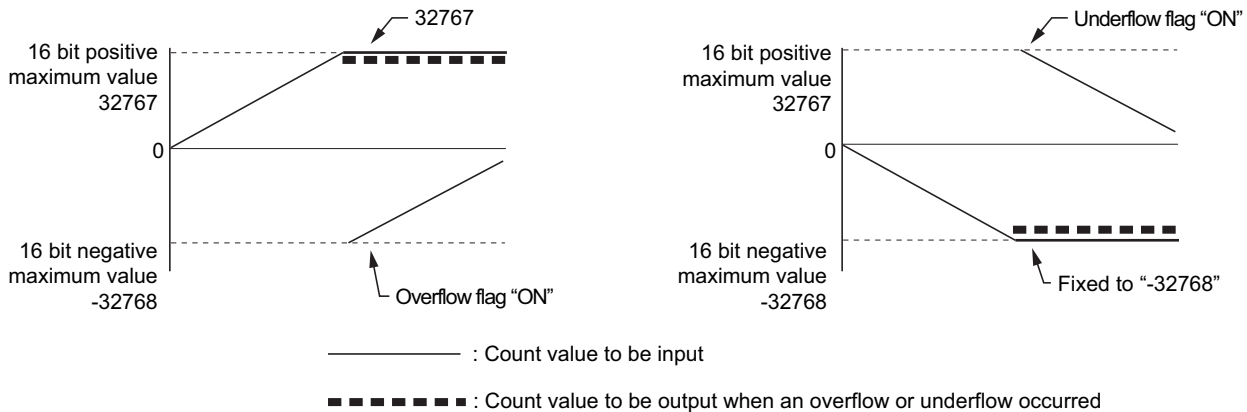 32767
16 bit positive
maximum value
32767
0
16 bit negative
maximum value
-32768
Overflow flag “ON”
Underflow flag “ON”
16 bit positive
maximum value
32767
0
16 bit negative
maximum value
-32768
Fixed to “-32768”
: Count value to be input
: Count value to be output when an overflow or underflow occurred